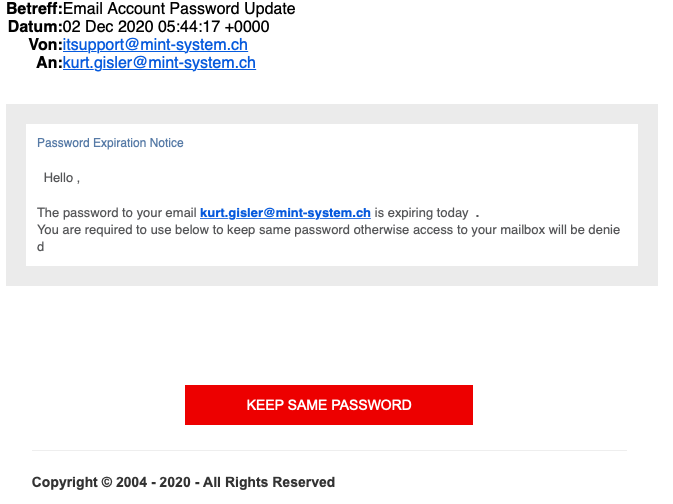 Betreff:Email Account Password Update
Datum:02 Dec 2020 05:44:17 +0000
Von:itsupport@mint-system.ch
An:kurt.gisler@mint-system.ch
Password Expiration Notice
Hello ,
The password to your email kurt.gisler@mint-system.ch is expiring today .
You are required to use below to keep same password otherwise access to your mailbox will be denie
d
KEEP SAME PASSWORD
Copyright © 2004 - 2020 - All Rights Reserved